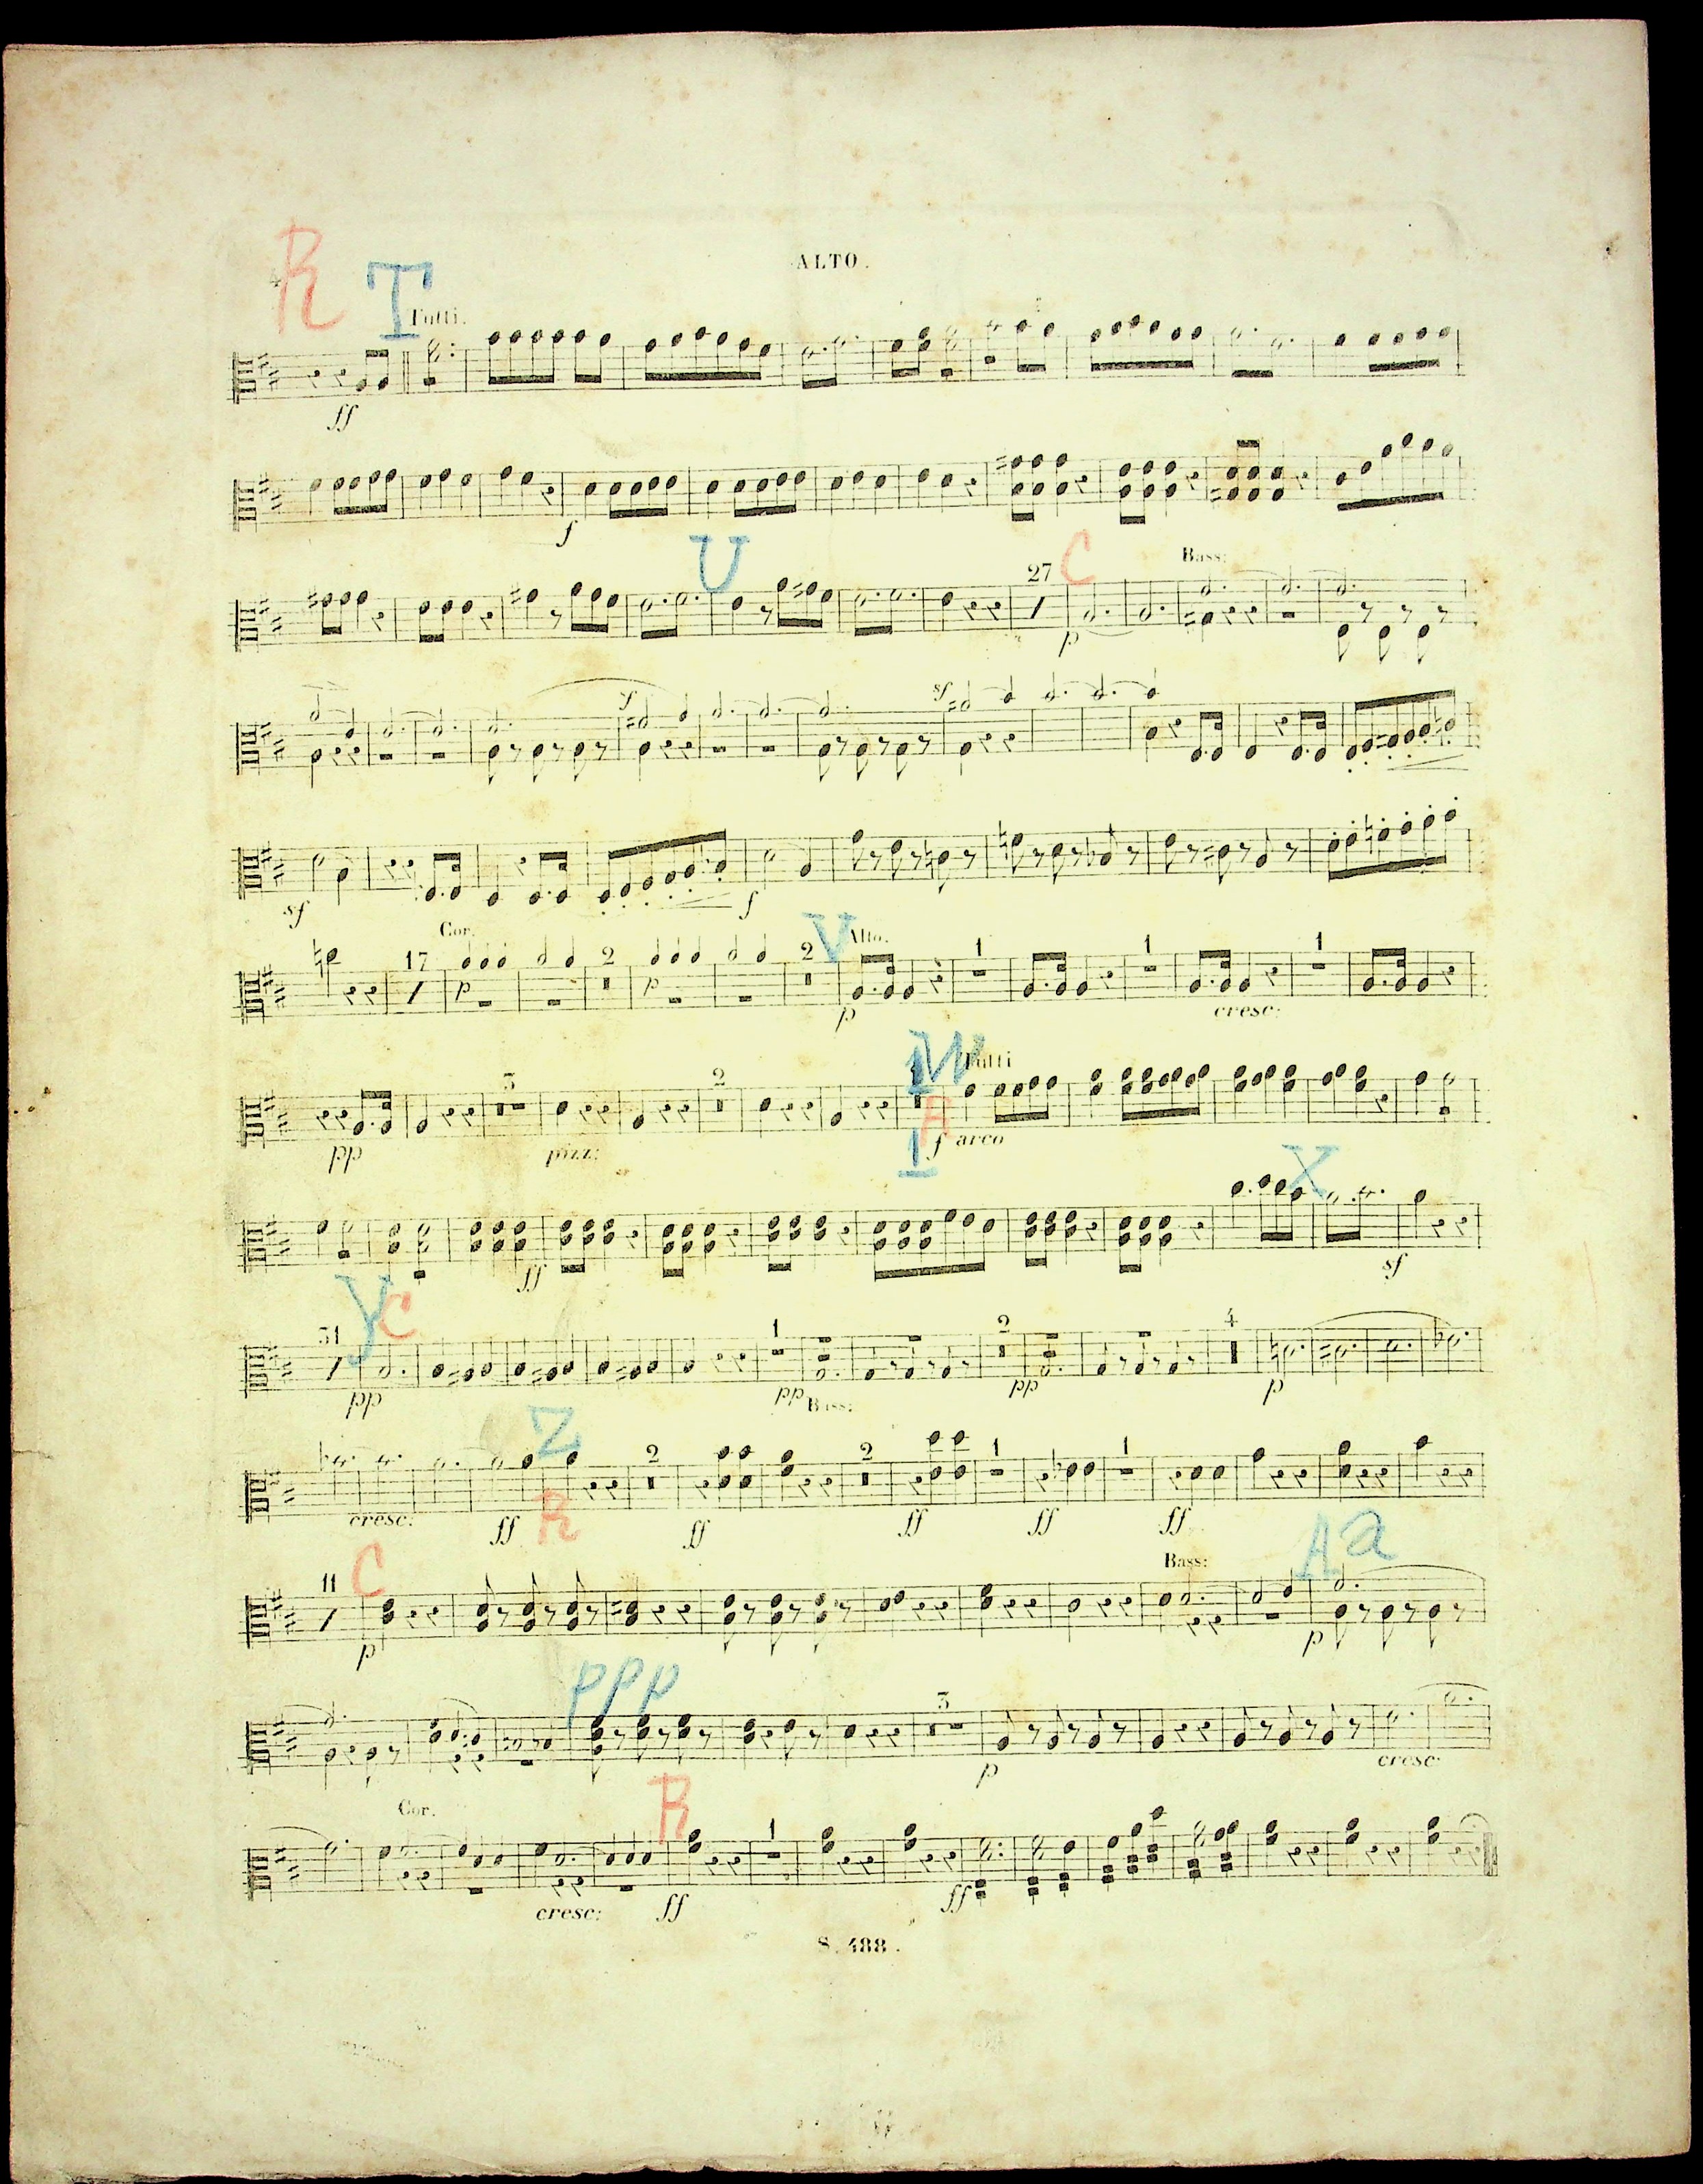 ALTO.
R T
Tutti.
ff
f
U 27 C Bass:
p
sf sf
sf f
Cor. V Alto.
17 2 2 1 1 1
p p p cresc:
W Tutti
3 2
pp pizz: R f arco
1
X
ff sf
Y C
31 1 2 4
pp pp Bass: pp p
Z
2 2 1 1
cresc: ff R ff ff ff ff
C Bass: A a
11
p p
ppp
3
p cresc:
Cor. R
1
cresc: ff ff
S. 488.